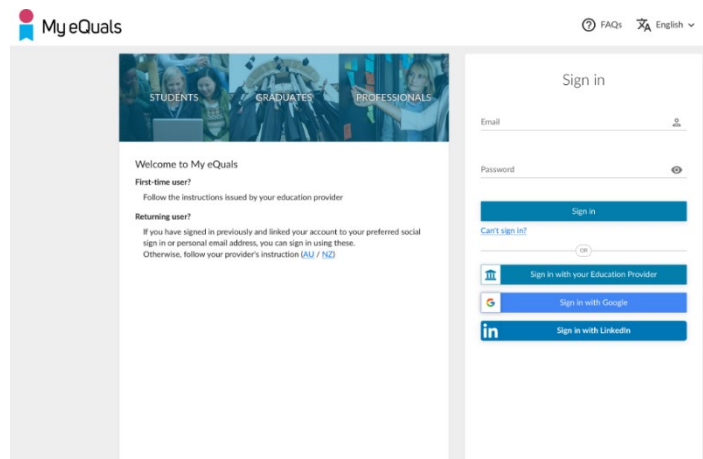 My eQuals
FAQs
English
STUDENTS
GRADUATES
PROFESSIONALS
Welcome to My eQuals
First-time user?
Follow the instructions issued by your education provider
Returning user?
If you have signed in previously and linked your account to your preferred social
sign in or personal email address, you can sign in using these.
Otherwise, follow your provider's instruction (AU / NZ)
Sign in
Email
Password
Sign in
Can't sign in?
OR
Sign in with your Education Provider
Sign in with Google
in
Sign in with LinkedIn